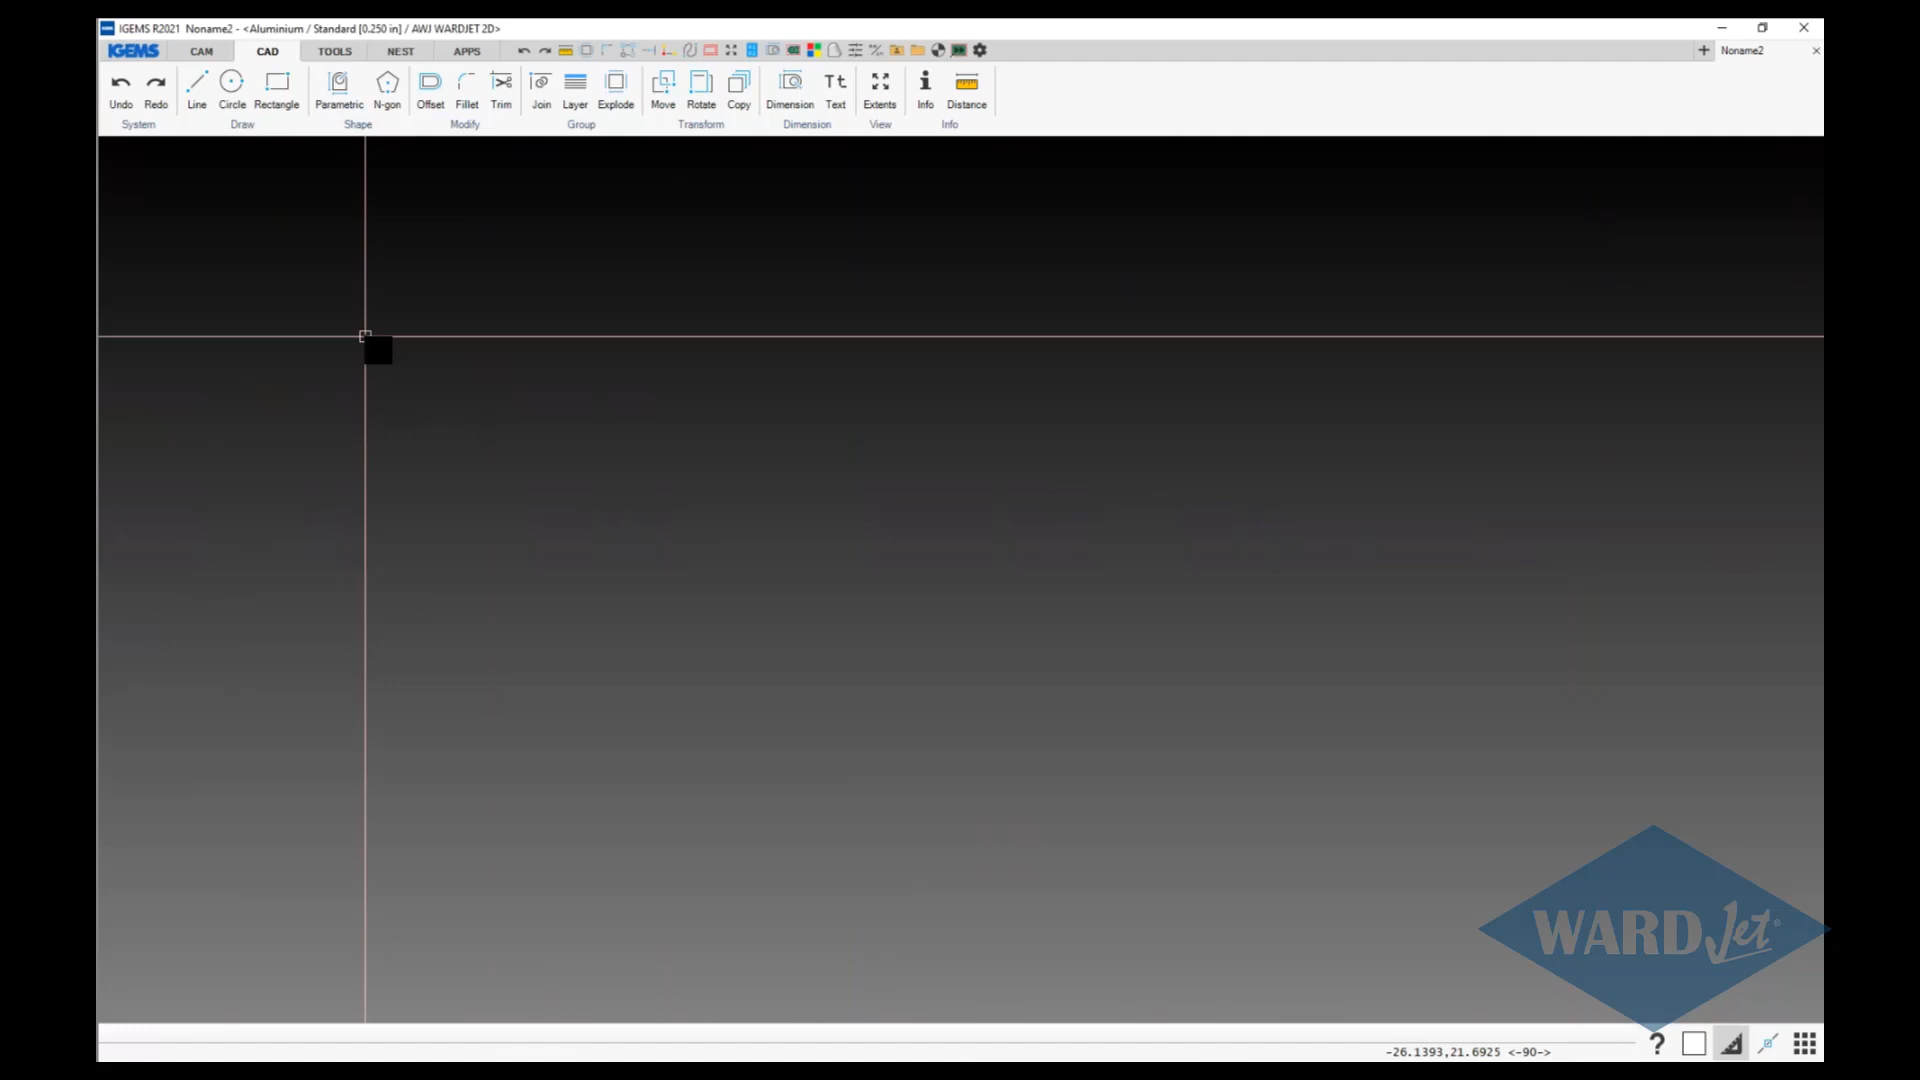 IGEMS R2021 Noname2 - <Aluminium / Standard [0.250 in] / AWJ WARDJET 2D>
IGEMS CAM CAD TOOLS NEST APPS Noname2
Undo Redo Line Circle Rectangle Parametric N-gon Offset Fillet Trim Join Layer Explode Move Rotate Copy Dimension Text Extents Info Distance
System Draw Shape Modify Group Transform Dimension View Info
WARDJet®
-26.1393,21.6925 <-90->